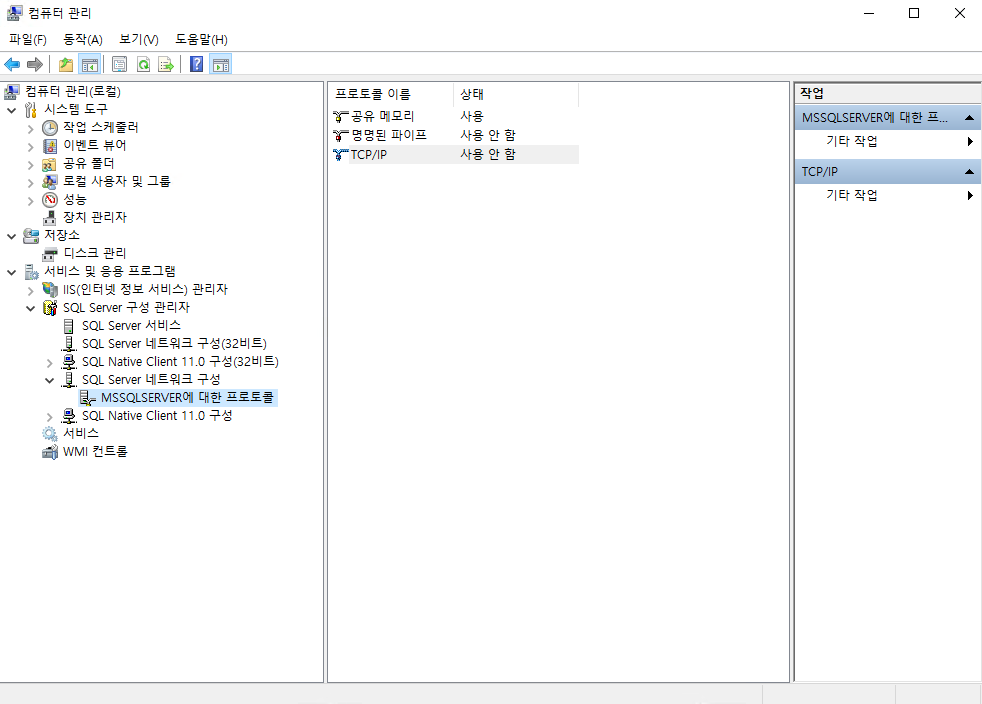 컴퓨터 관리
파일(F) 동작(A) 보기(V) 도움말(H)
컴퓨터 관리(로컬)
시스템 도구
작업 스케줄러
이벤트 뷰어
공유 폴더
로컬 사용자 및 그룹
성능
장치 관리자
저장소
디스크 관리
서비스 및 응용 프로그램
IIS(인터넷 정보 서비스) 관리자
SQL Server 구성 관리자
SQL Server 서비스
SQL Server 네트워크 구성(32비트)
SQL Native Client 11.0 구성(32비트)
SQL Server 네트워크 구성
MSSQLSERVER에 대한 프로토콜
SQL Native Client 11.0 구성
서비스
WMI 컨트롤
프로토콜 이름 상태
공유 메모리 사용
명명된 파이프 사용 안 함
TCP/IP 사용 안 함
작업
MSSQLSERVER에 대한 프...
기타 작업
TCP/IP
기타 작업